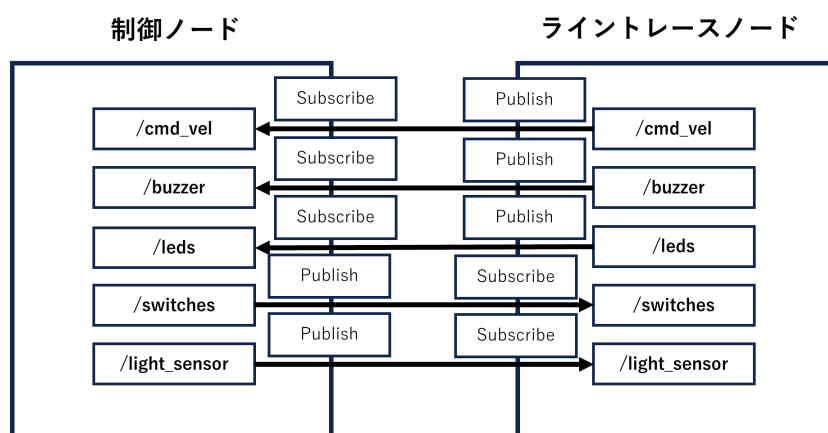 制御ノード ライントレースノード
Subscribe Publish
/cmd_vel /cmd_vel
Subscribe Publish
/buzzer /buzzer
Subscribe Publish
/leds /leds
Publish Subscribe
/switches /switches
Publish Subscribe
/light_sensor /light_sensor